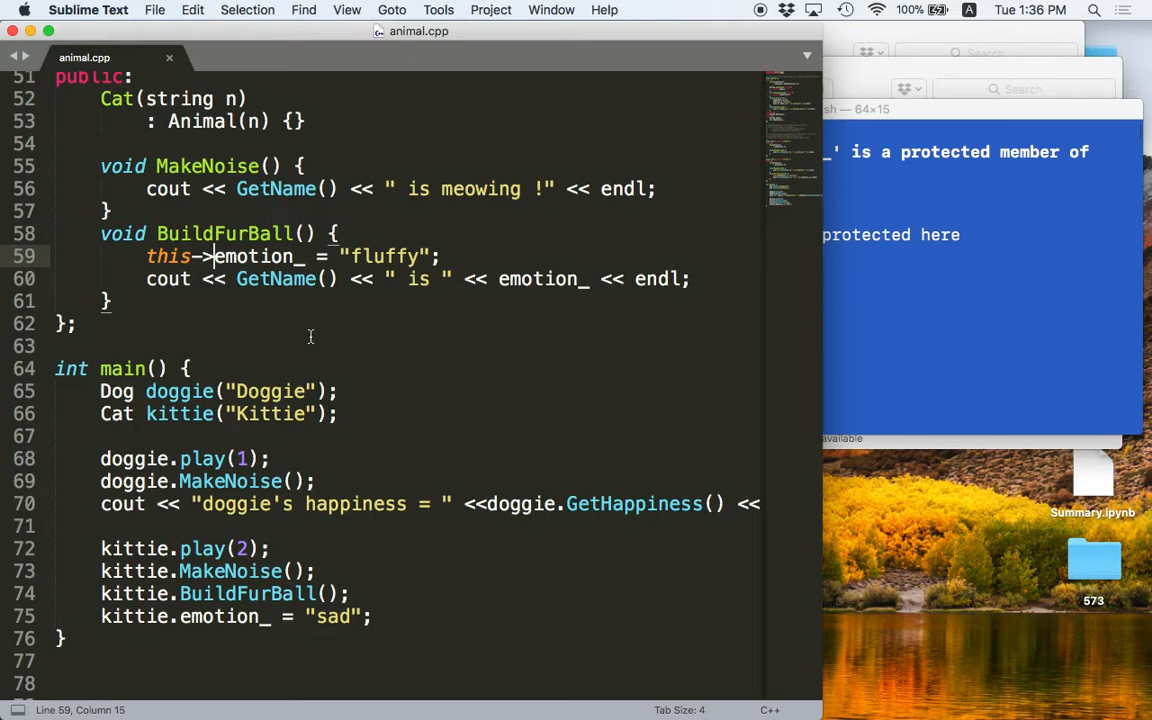 Sublime Text File Edit Selection Find View Goto Tools Project Window Help 100% A Tue 1:36 PM
animal.cpp
animal.cpp
Search
Search
sh — 64×15
_' is a protected member of
protected here
available
51 public:
52 Cat(string n)
53 : Animal(n) {}
54
55 void MakeNoise() {
56 cout << GetName() << " is meowing !" << endl;
57 }
58 void BuildFurBall() {
59 this->emotion_ = "fluffy";
60 cout << GetName() << " is " << emotion_ << endl;
61 }
62 };
63
64 int main() {
65 Dog doggie("Doggie");
66 Cat kittie("Kittie");
67
68 doggie.play(1);
69 doggie.MakeNoise();
70 cout << "doggie's happiness = " <<doggie.GetHappiness() <<
71
72 kittie.play(2);
73 kittie.MakeNoise();
74 kittie.BuildFurBall();
75 kittie.emotion_ = "sad";
76 }
77
78
Summary.ipynb
573
Line 59, Column 15 Tab Size: 4 C++